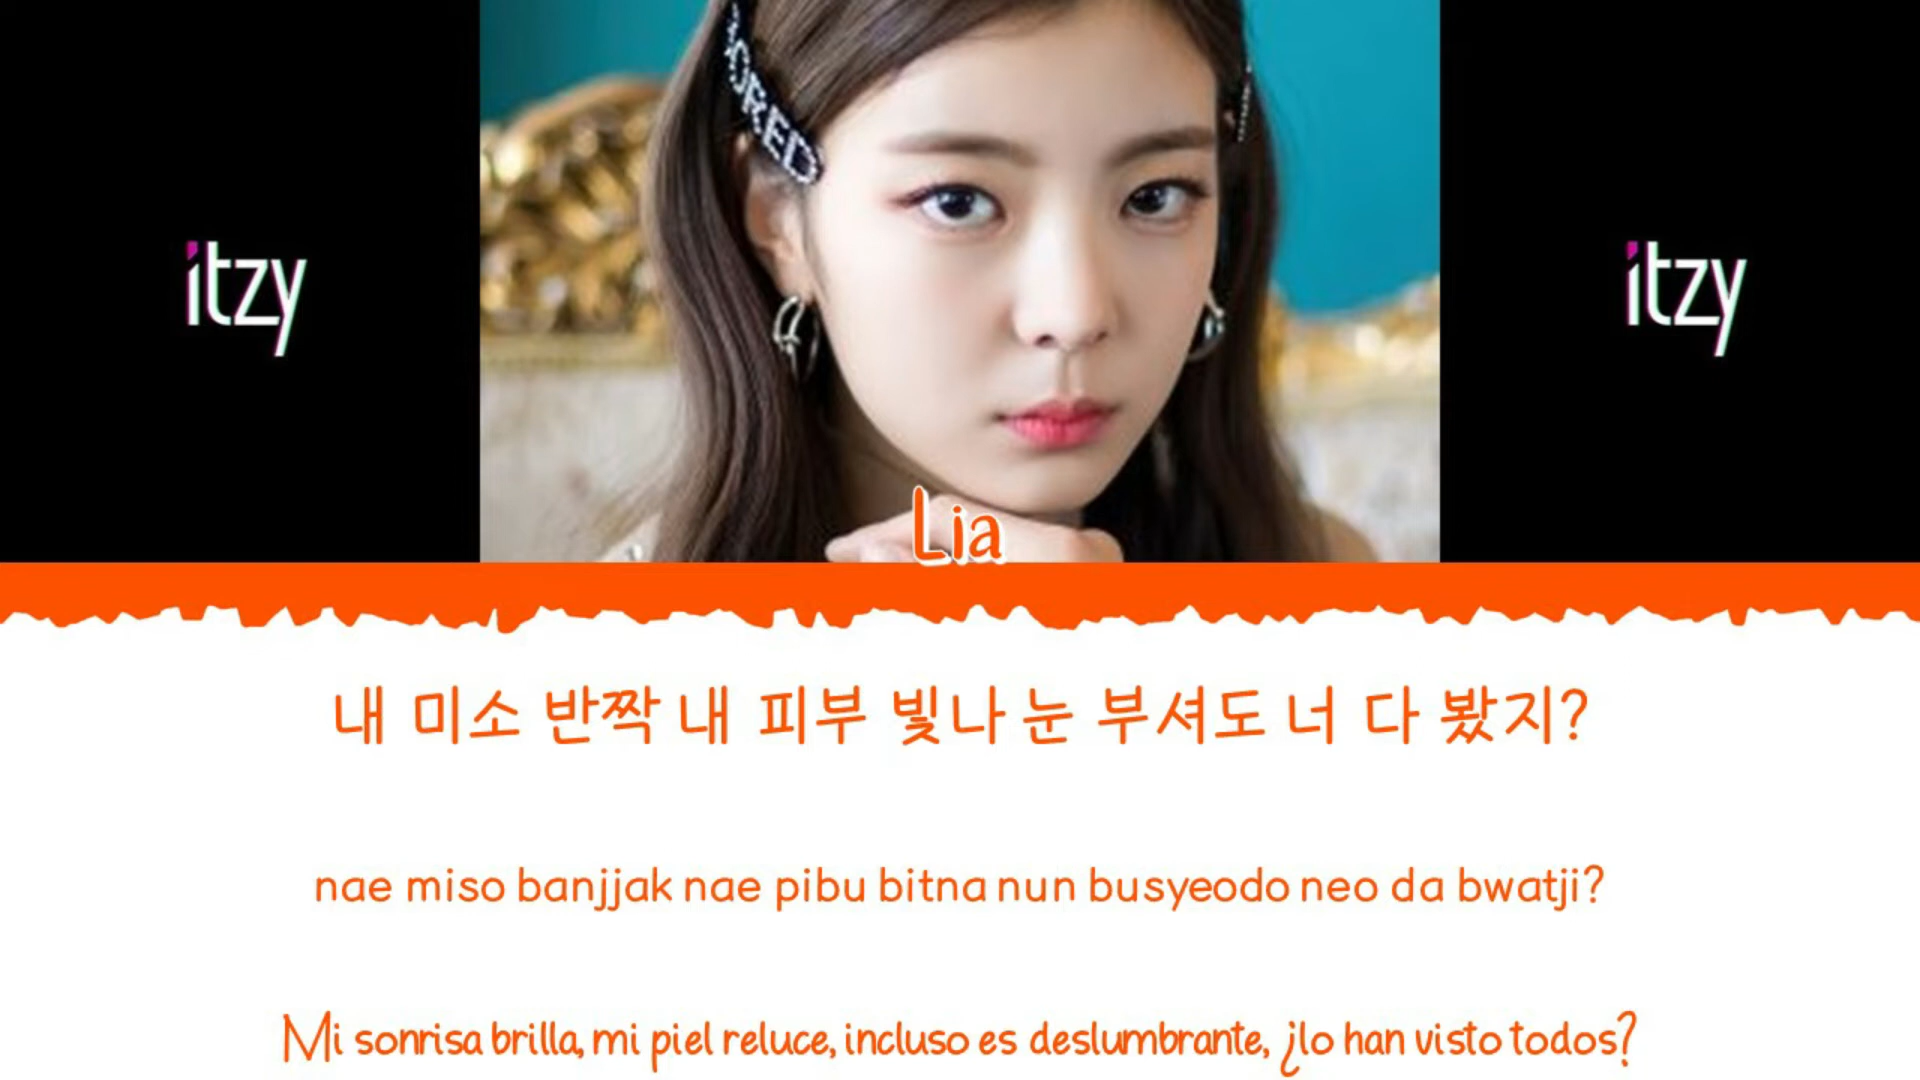 ORED
itzy
itzy
Lia
내 미소 반짝 내 피부 빛나 눈 부셔도 너 다 봤지?
nae miso banjjak nae pibu bitna nun busyeodo neo da bwatji?
Mi sonrisa brilla, mi piel reluce, incluso es deslumbrante, ¿lo han visto todos?